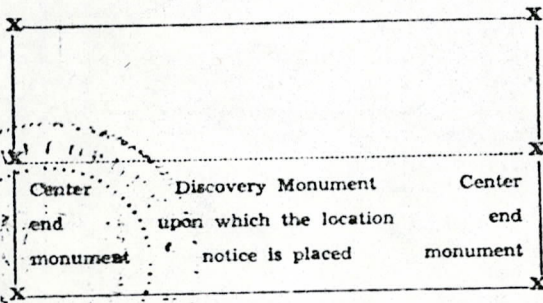 X X
X X
Center Discovery Monument Center
end upon which the location end
monument notice is placed monument
X X